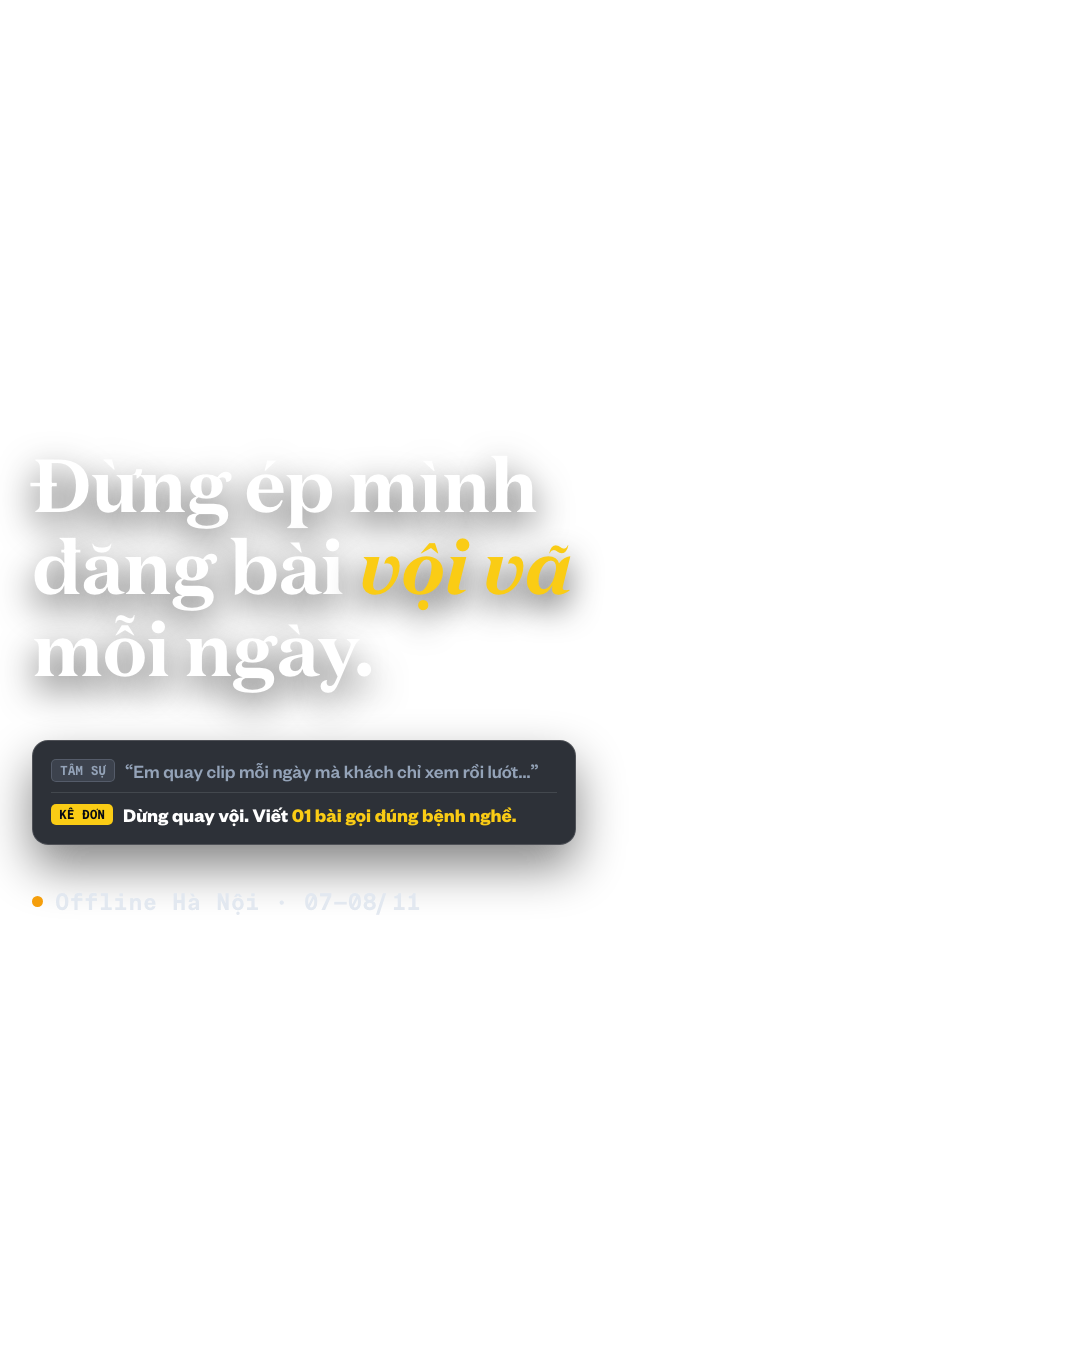 Đừng ép mình
đăng bài vội vã
mỗi ngày.
TÂM SỰ “Em quay clip mỗi ngày mà khách chỉ xem rồi lướt...”
KÊ ĐƠN Dừng quay vội. Viết 01 bài gọi dúng bệnh nghề.
Offline Hà Nội · 07–08/11